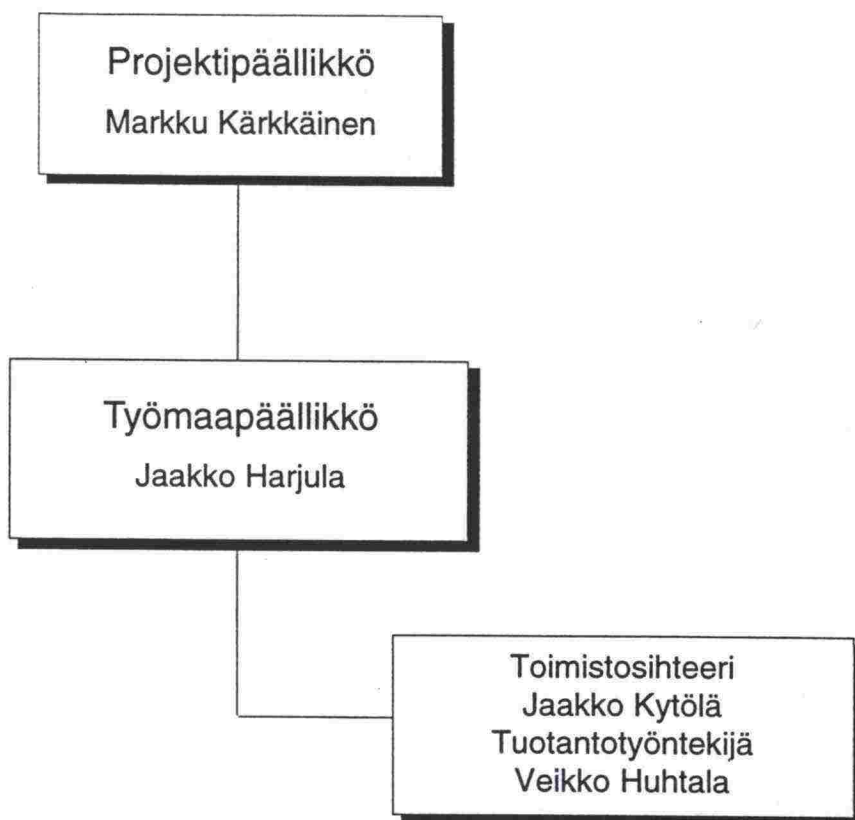 Projektipäällikkö
Markku Kärkkäinen
Työmaapäällikkö
Jaakko Harjula
Toimistosihteeri
Jaakko Kytölä
Tuotantotyöntekijä
Veikko Huhtala